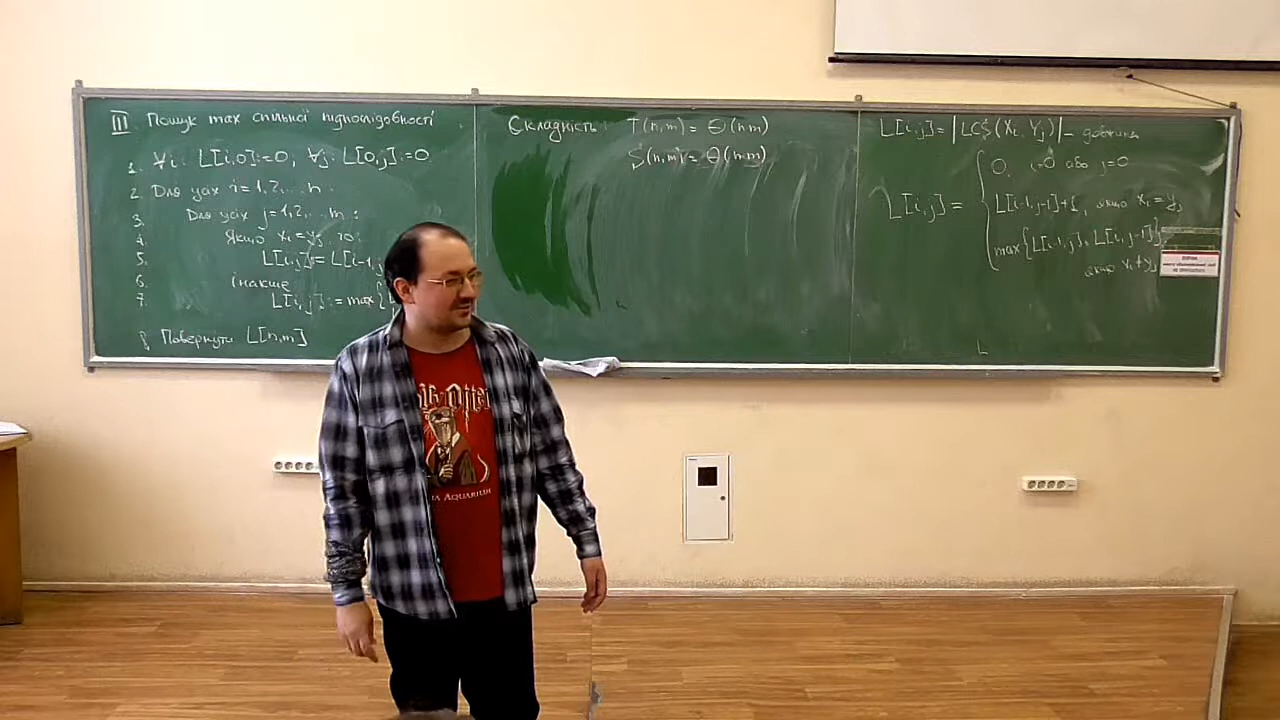 III Пошук max спільної підпослідовності
1. ∀i: L[i,0]:=0, ∀j: L[0,j]:=0
2. Для усіх i=1,2,...n:
3. Для усіх j=1,2,...m:
4. Якщо xᵢ=yⱼ, то:
5. L[i,j]:=L[i-1,j
6. інакше
7. L[i,j]:=max{
8. Повернути L[n,m]
Складність: T(n,m)=Θ(n·m)
S(n,m)=Θ(n·m)
L[i,j]=|LCS(Xᵢ,Yⱼ)| – довжина
0, i=0 або j=0
L[i,j]= L[i-1,j-1]+1, якщо xᵢ=yⱼ
max{L[i-1,j], L[i,j-1]},
якщо xᵢ≠yⱼ
AQUARIUM